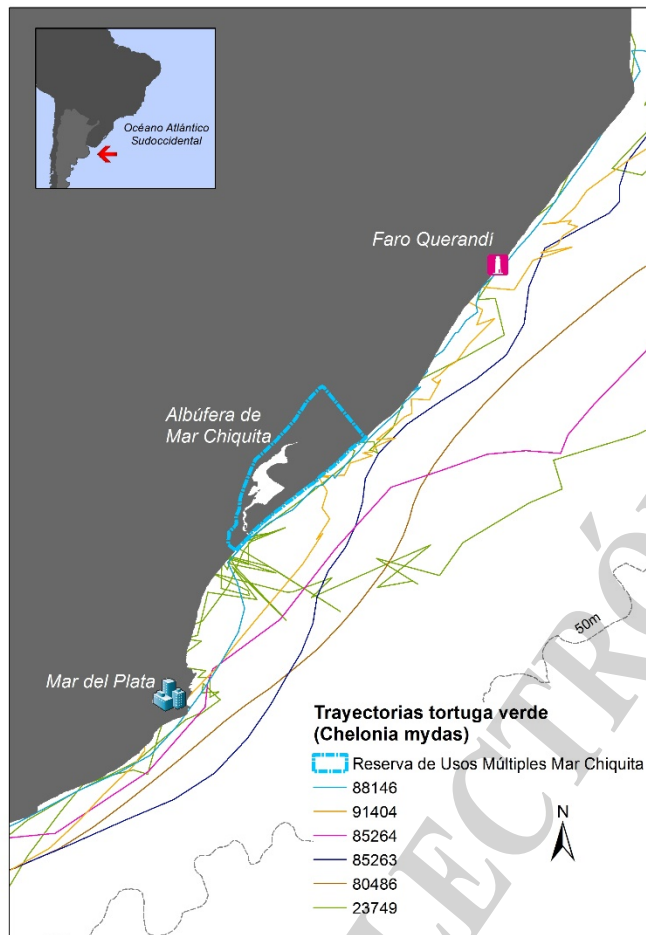 Océano Atlántico
Sudoccidental
Faro Querandí
Albúfera de
Mar Chiquita
50m
Mar del Plata
Trayectorias tortuga verde
(Chelonia mydas)
Reserva de Usos Múltiples Mar Chiquita
88146
91404
85264
85263
80486
23749
N
LECTRÓ